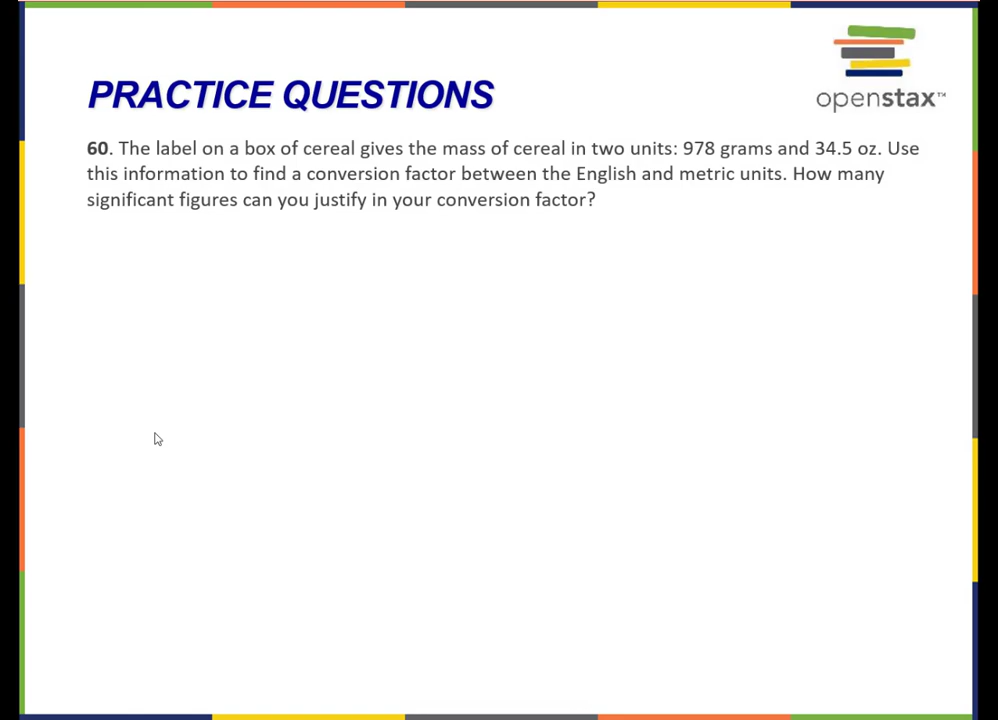 openstax™
PRACTICE QUESTIONS
60. The label on a box of cereal gives the mass of cereal in two units: 978 grams and 34.5 oz. Use
this information to find a conversion factor between the English and metric units. How many
significant figures can you justify in your conversion factor?